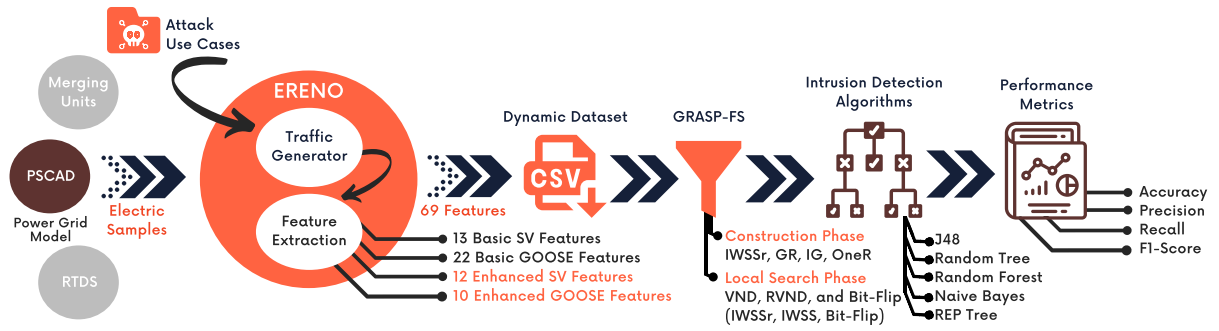 Attack
Use Cases
Merging
Units
PSCAD
Power Grid
Model
RTDS
Electric
Samples
ERENO
Traffic
Generator
Feature
Extraction
69 Features
13 Basic SV Features
22 Basic GOOSE Features
12 Enhanced SV Features
10 Enhanced GOOSE Features
Dynamic Dataset
CSV
GRASP-FS
Construction Phase
IWSSr, GR, IG, OneR
Local Search Phase
VND, RVND, and Bit-Flip
(IWSSr, IWSS, Bit-Flip)
Intrusion Detection
Algorithms
J48
Random Tree
Random Forest
Naive Bayes
REP Tree
Performance
Metrics
Accuracy
Precision
Recall
F1-Score